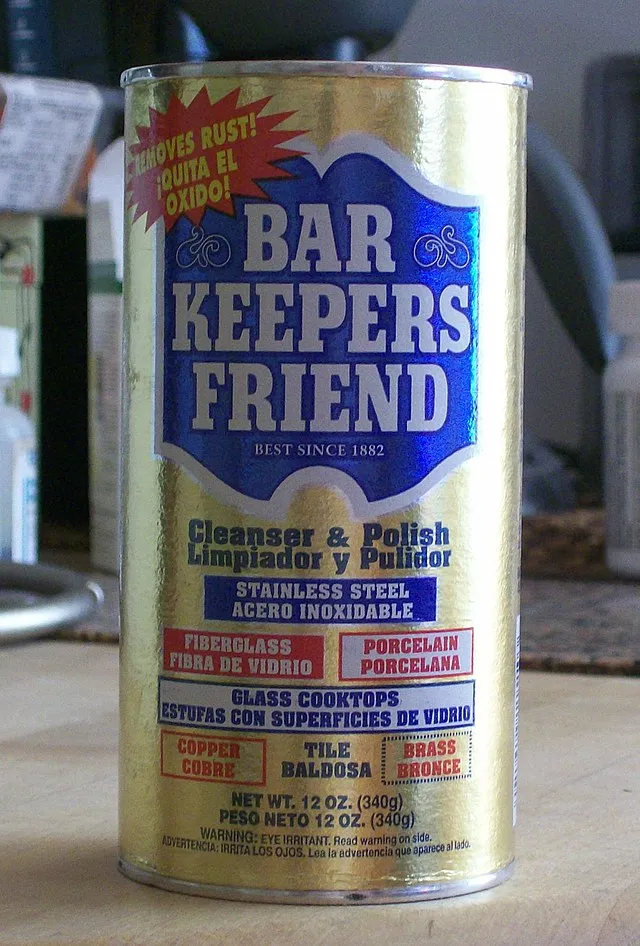 REMOVES RUST!
¡QUITA EL
OXIDO!
BAR
KEEPERS
FRIEND
BEST SINCE 1882
Cleanser & Polish
Limpiador y Pulidor
STAINLESS STEEL
ACERO INOXIDABLE
FIBERGLASS
FIBRA DE VIDRIO
PORCELAIN
PORCELANA
GLASS COOKTOPS
ESTUFAS CON SUPERFICIES DE VIDRIO
COPPER
COBRE
TILE
BALDOSA
BRASS
BRONCE
NET WT. 12 OZ. (340g)
PESO NETO 12 OZ. (340g)
WARNING: EYE IRRITANT. Read warning on side.
ADVERTENCIA: IRRITA LOS OJOS. Lea la advertencia que aparece al lado.